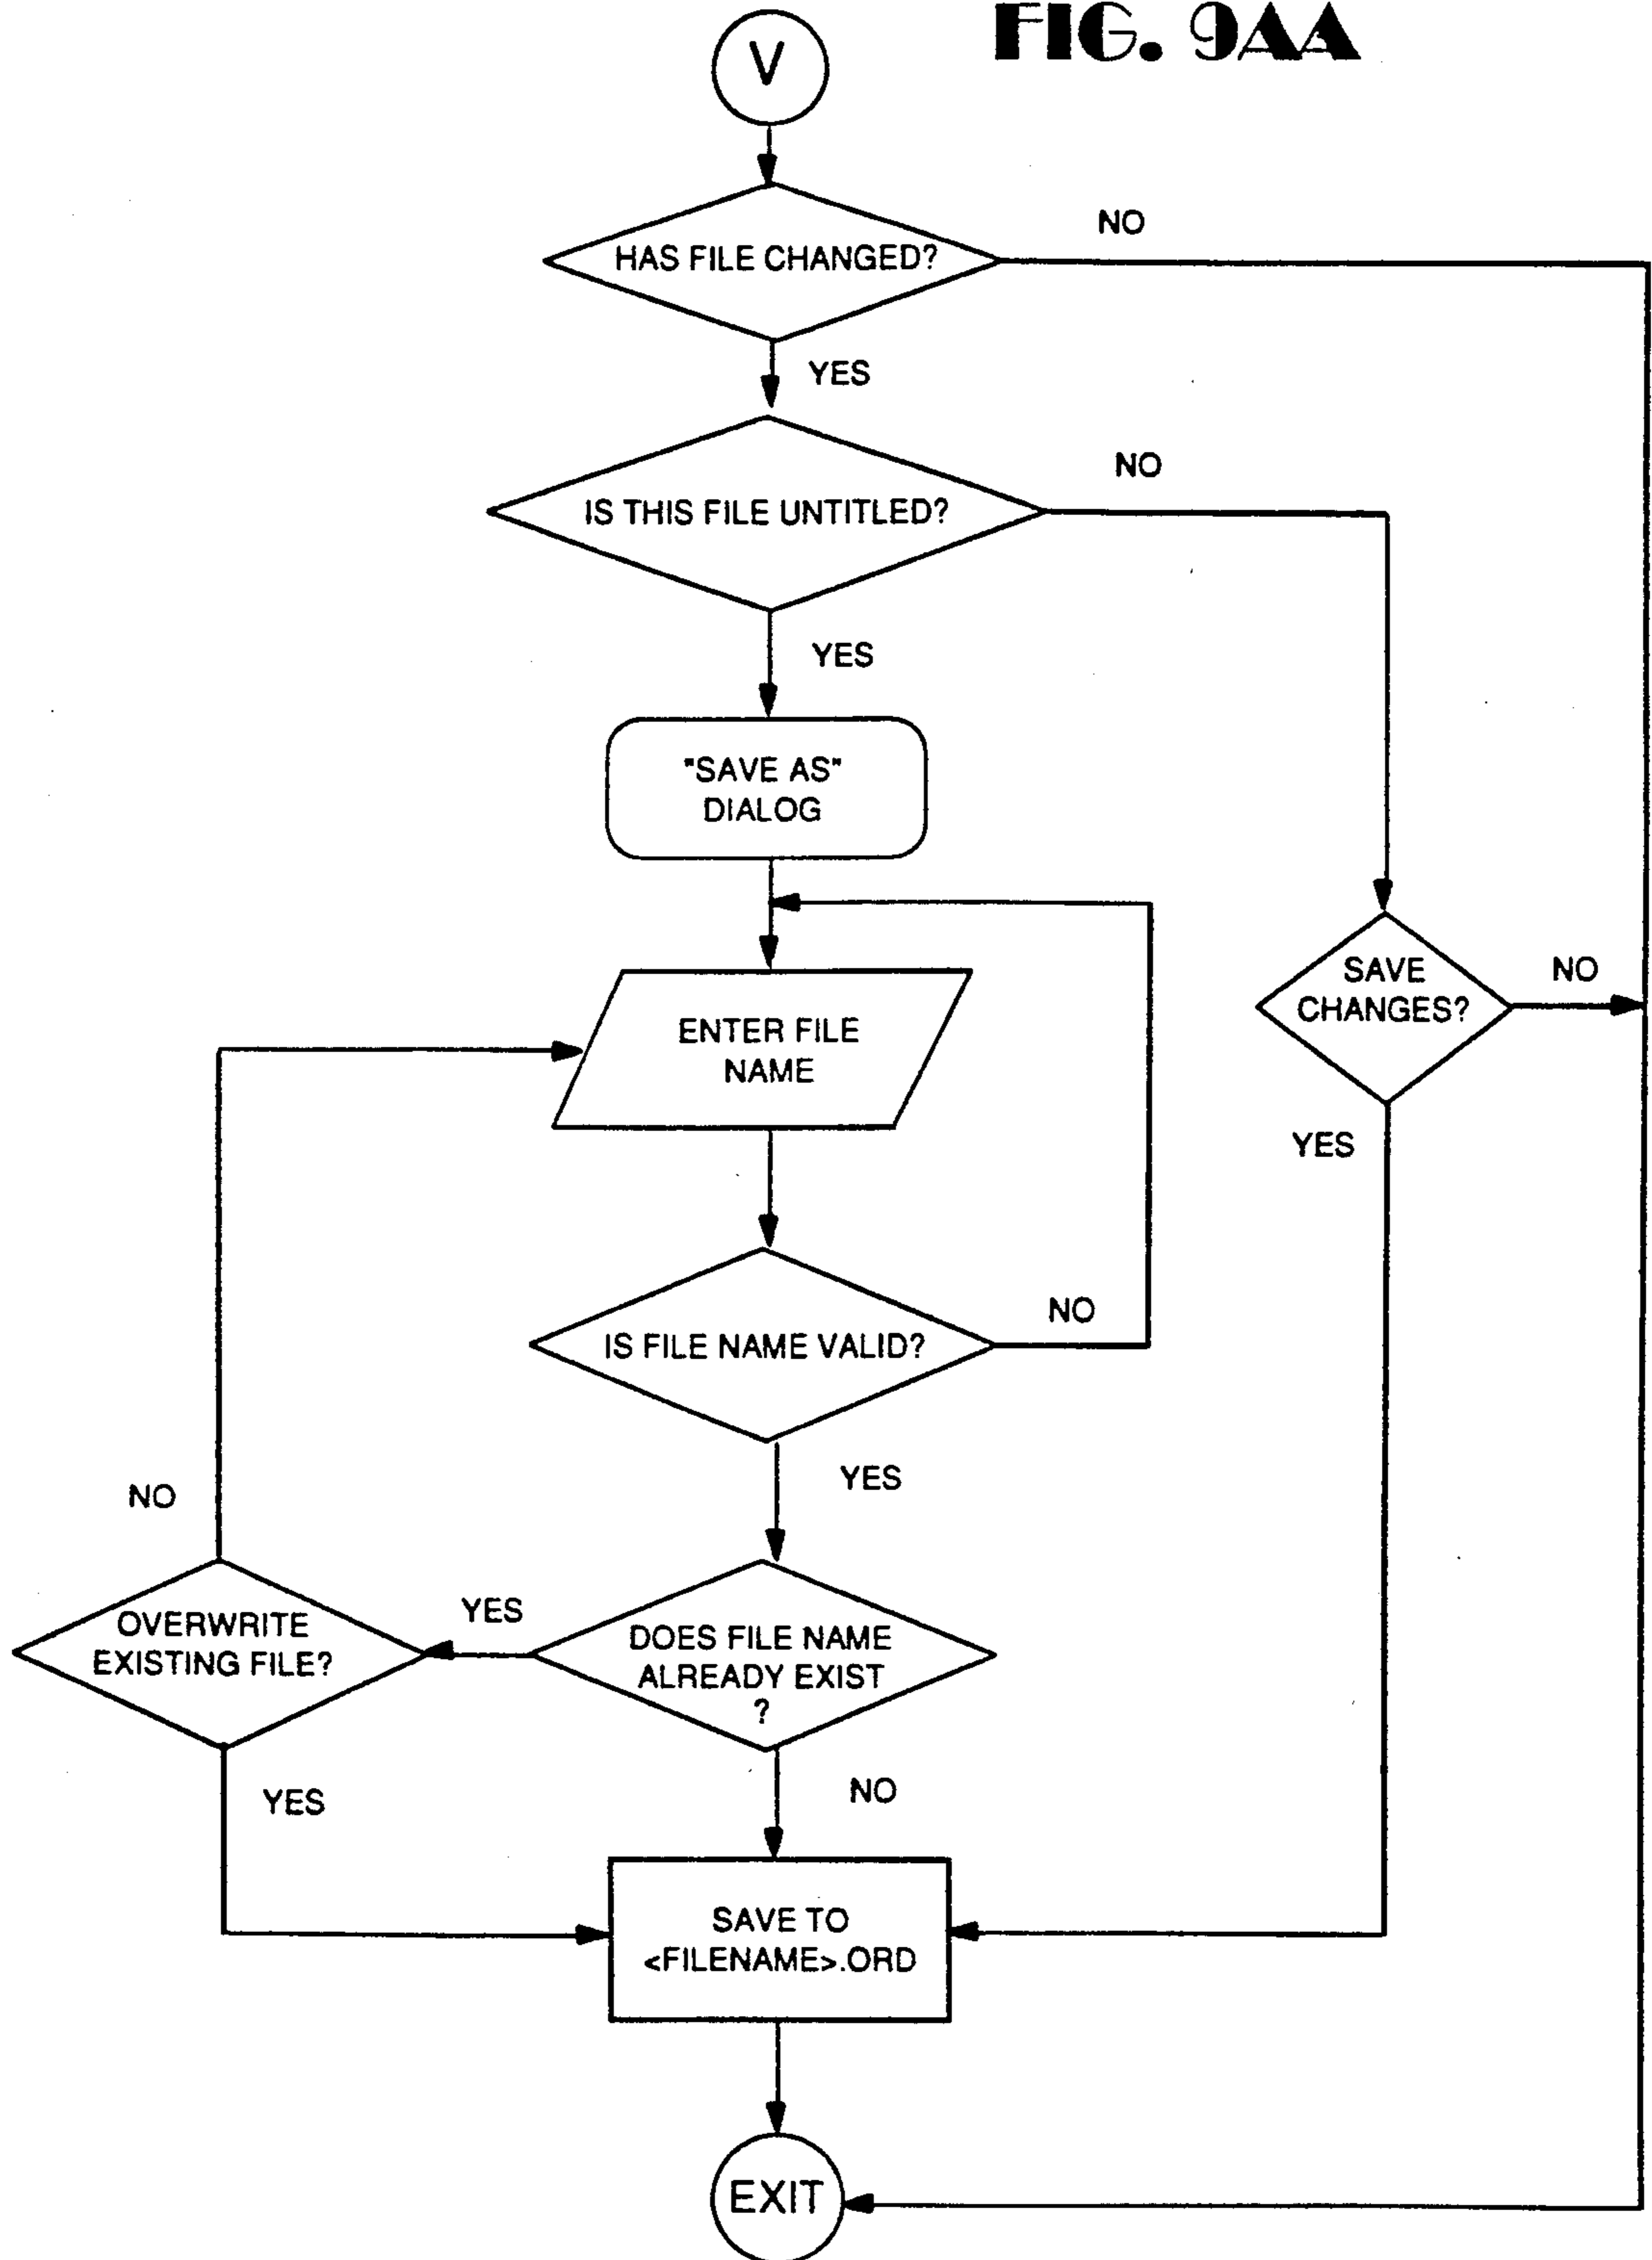 FIG. 9AA
V
HAS FILE CHANGED?
NO
YES
IS THIS FILE UNTITLED?
NO
YES
"SAVE AS"
DIALOG
SAVE
CHANGES?
NO
YES
ENTER FILE
NAME
IS FILE NAME VALID?
NO
YES
NO
OVERWRITE
EXISTING FILE?
YES
DOES FILE NAME
ALREADY EXIST
?
YES
NO
SAVE TO
<FILENAME>.ORD
EXIT